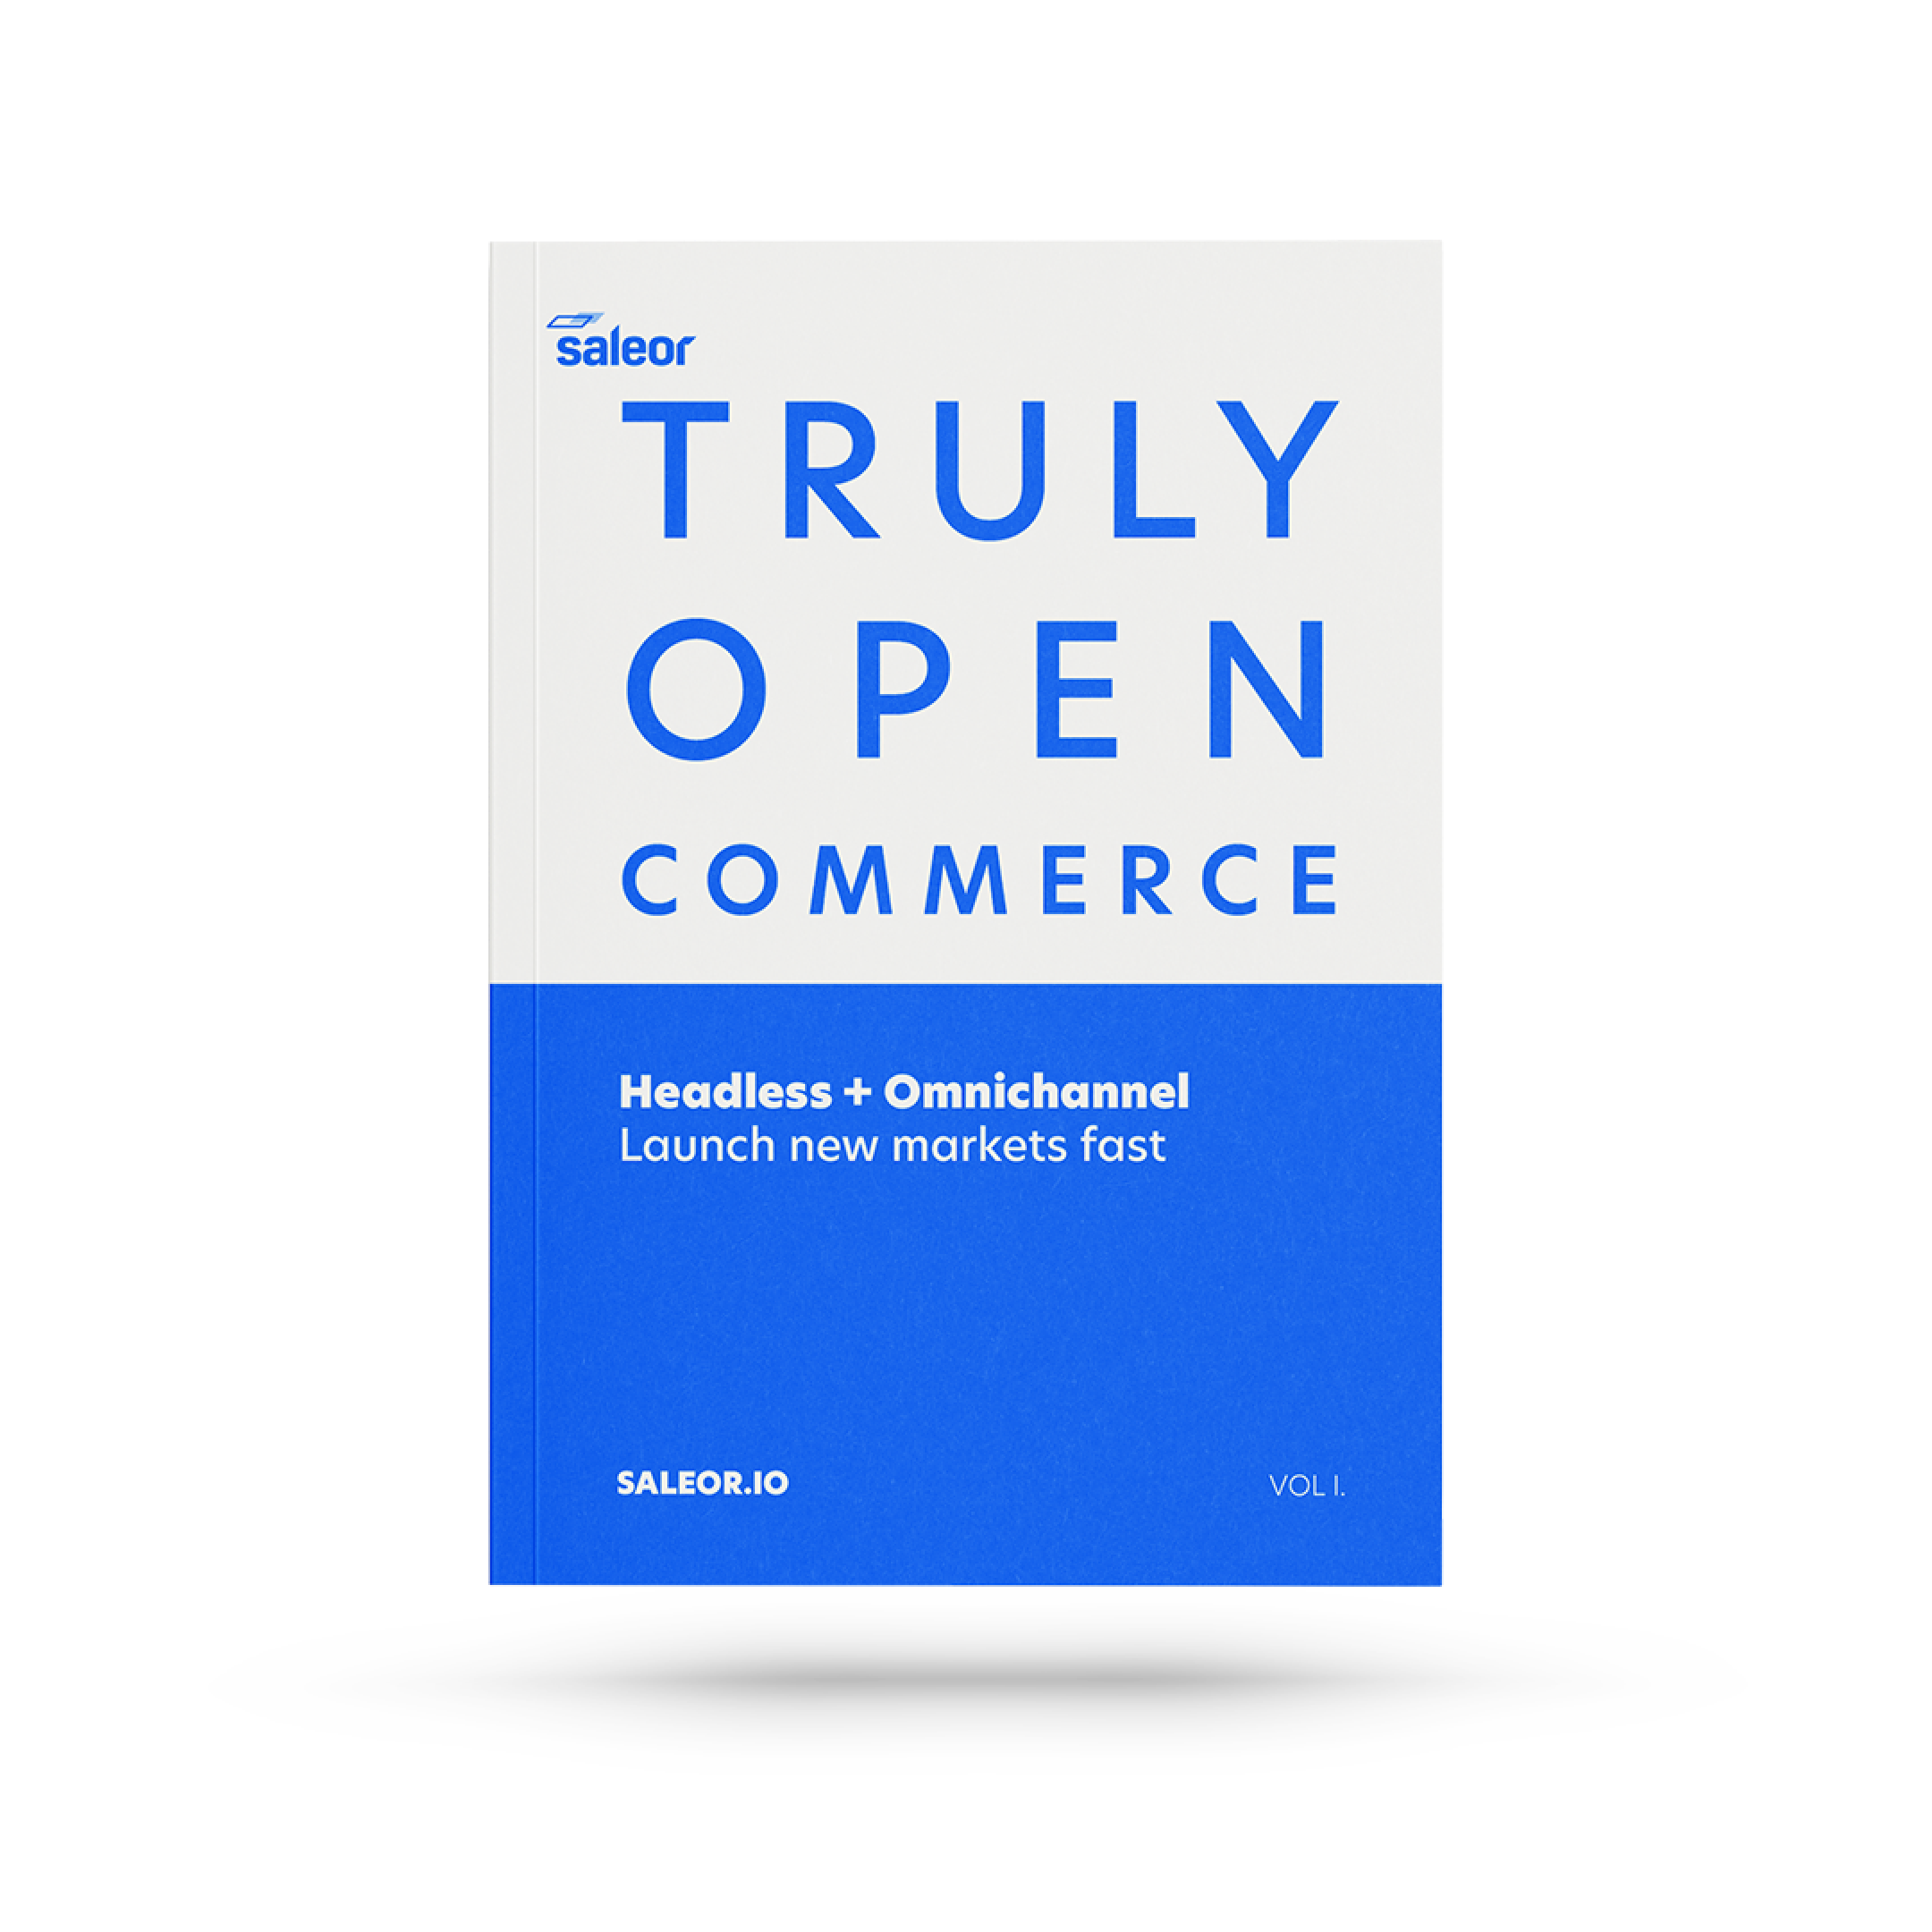 saleor
TRULY
OPEN
COMMERCE
Headless + Omnichannel
Launch new markets fast
SALEOR.IO
VOL I.